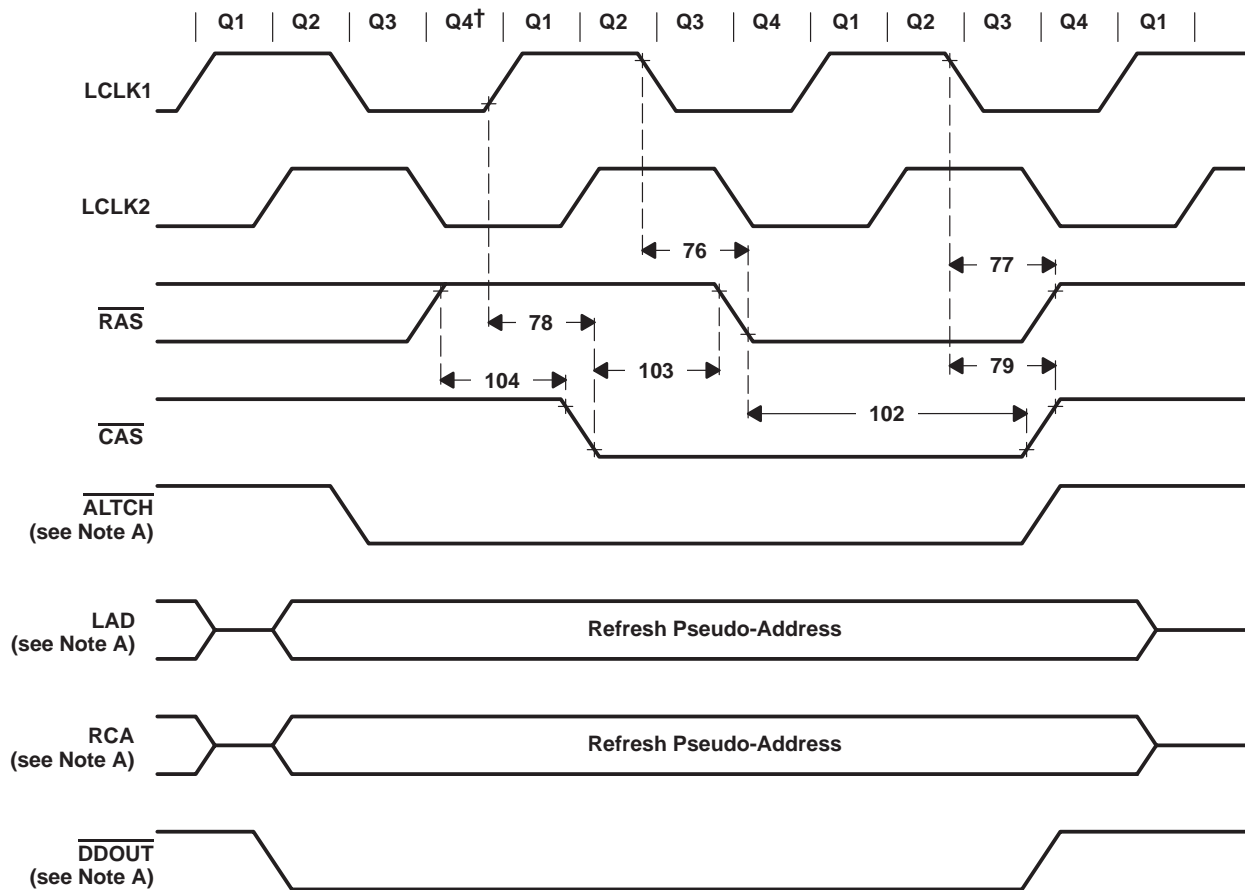 Q1 Q2 Q3 Q4† Q1 Q2 Q3 Q4 Q1 Q2 Q3 Q4 Q1
LCLK1
LCLK2
76
77
RAS
78
104
103
79
102
CAS
ALTCH
(see Note A)
LAD
(see Note A)
Refresh Pseudo-Address
RCA
(see Note A)
Refresh Pseudo-Address
DDOUT
(see Note A)